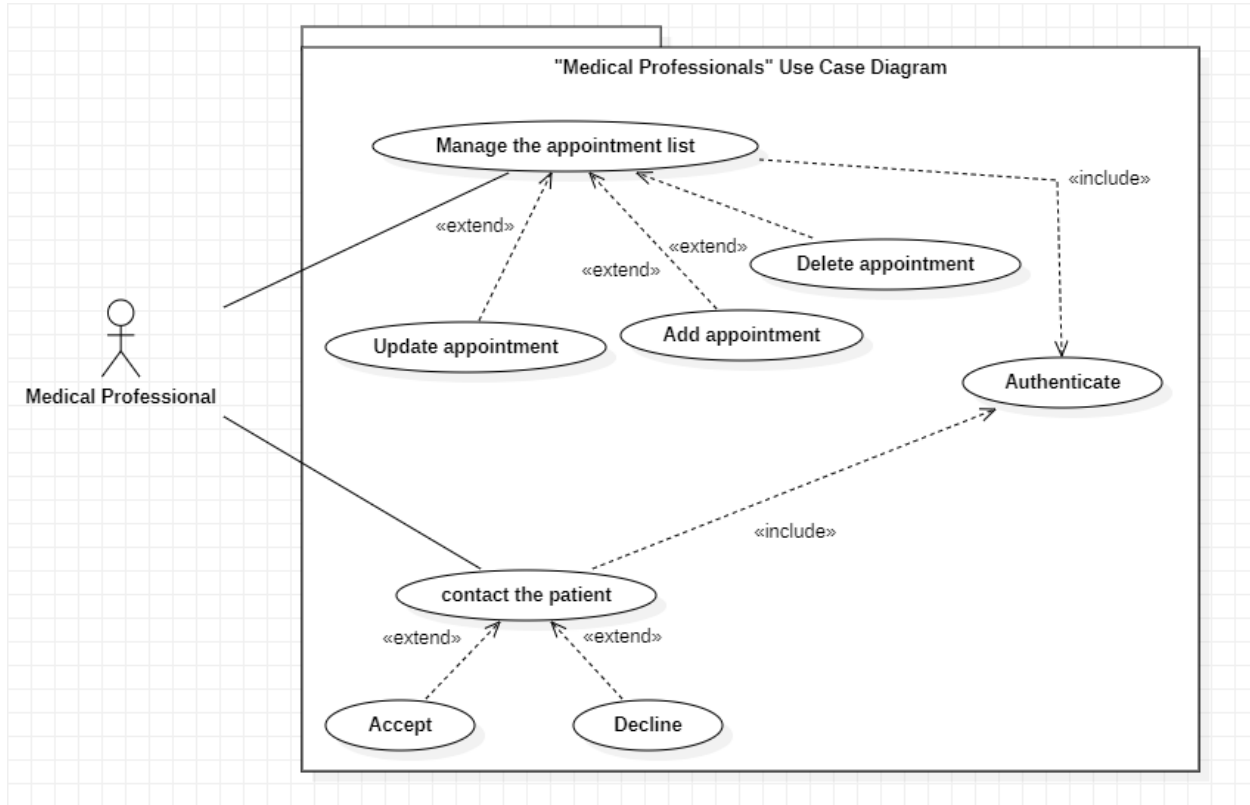 "Medical Professionals" Use Case Diagram
Manage the appointment list
«include»
«extend»
«extend»
«extend»
Delete appointment
Update appointment
Add appointment
Authenticate
Medical Professional
«include»
contact the patient
«extend»
«extend»
Accept
Decline